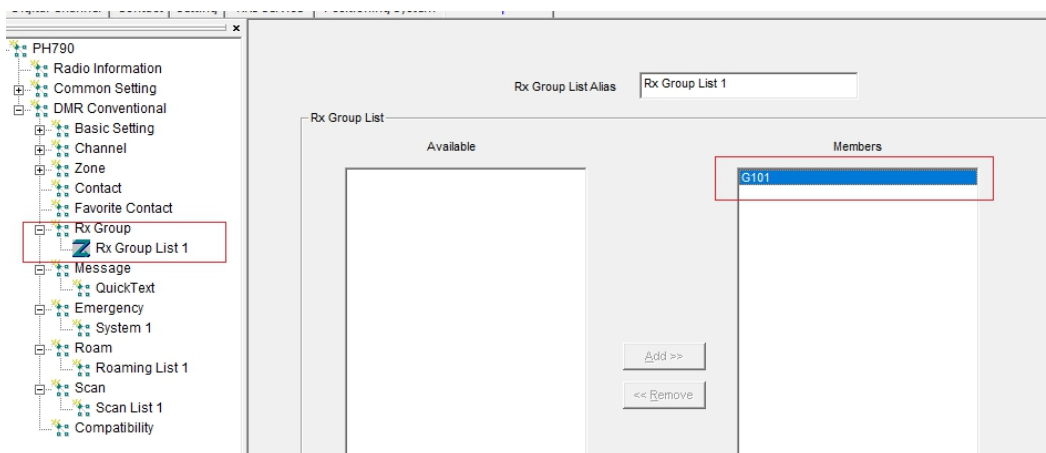 PH790
Radio Information
Common Setting
DMR Conventional
Basic Setting
Channel
Zone
Contact
Favorite Contact
Rx Group
Rx Group List 1
Message
QuickText
Emergency
System 1
Roam
Roaming List 1
Scan
Scan List 1
Compatibility
Rx Group List Alias Rx Group List 1
Rx Group List
Available Members
G101
Add >>
<< Remove